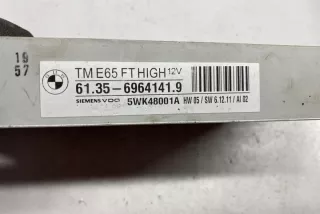 19
57
TM E65 FT HIGH 12V
61.35-6964141.9
SIEMENS VDO 5WK48001A HW 05 / SW 6.12.11 / AI 02